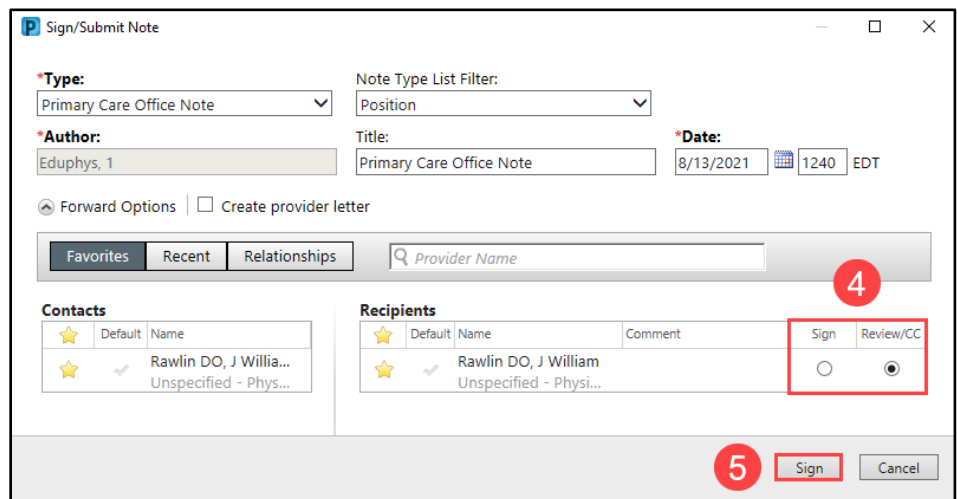 P Sign/Submit Note
*Type: Note Type List Filter:
Primary Care Office Note Position
*Author: Title: *Date:
Eduphys, 1 Primary Care Office Note 8/13/2021 1240 EDT
Forward Options Create provider letter
Favorites Recent Relationships Provider Name
4
Contacts Recipients
Default Name Default Name Comment Sign Review/CC
Rawlin DO, J Willia... Rawlin DO, J William
Unspecified - Phys... Unspecified - Physi...
5 Sign Cancel